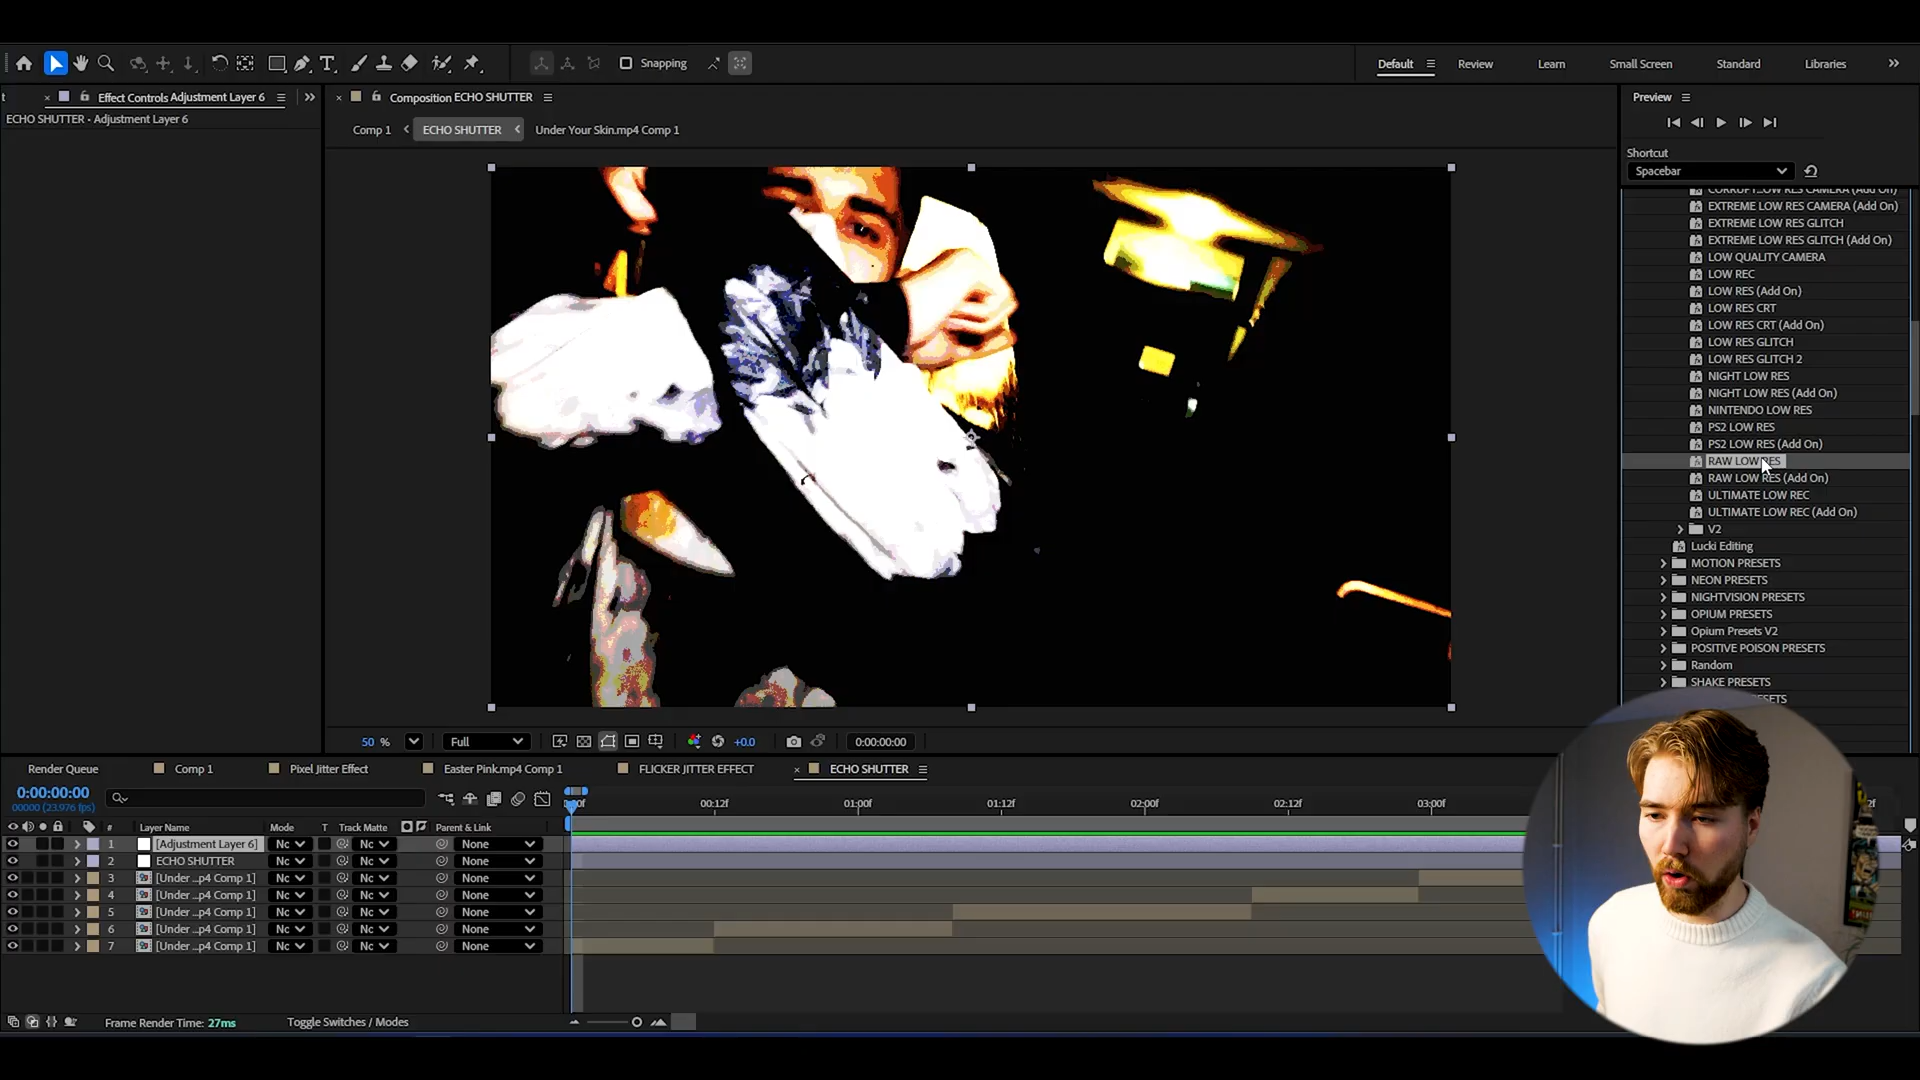 Snapping
Default
Review
Learn
Small Screen
Standard
Libraries
t
Effect Controls Adjustment Layer 6
ECHO SHUTTER • Adjustment Layer 6
Composition ECHO SHUTTER
Comp 1
ECHO SHUTTER
Under Your Skin.mp4 Comp 1
Preview
Shortcut
Spacebar
CORRUPT...OW RES CAMERA (Add On)
EXTREME LOW RES CAMERA (Add On)
EXTREME LOW RES GLITCH
EXTREME LOW RES GLITCH (Add On)
LOW QUALITY CAMERA
LOW REC
LOW RES (Add On)
LOW RES CRT
LOW RES CRT (Add On)
LOW RES GLITCH
LOW RES GLITCH 2
NIGHT LOW RES
NIGHT LOW RES (Add On)
NINTENDO LOW RES
PS2 LOW RES
PS2 LOW RES (Add On)
RAW LOW RES
RAW LOW RES (Add On)
ULTIMATE LOW REC
ULTIMATE LOW REC (Add On)
V2
Lucki Editing
MOTION PRESETS
NEON PRESETS
NIGHTVISION PRESETS
OPIUM PRESETS
Opium Presets V2
POSITIVE POISON PRESETS
Random
SHAKE PRESETS
50 %
Full
+0.0
0:00:00:00
Render Queue
Comp 1
Pixel Jitter Effect
Easter Pink.mp4 Comp 1
FLICKER JITTER EFFECT
ECHO SHUTTER
0:00:00:00
00000 (23.976 fps)
00:12f
01:00f
01:12f
02:00f
02:12f
03:00f
# Layer Name Mode T Track Matte Parent & Link
1 [Adjustment Layer 6] Nc Nc None
2 ECHO SHUTTER Nc Nc None
3 [Under ...p4 Comp 1] Nc Nc None
4 [Under ...p4 Comp 1] Nc Nc None
5 [Under ...p4 Comp 1] Nc Nc None
6 [Under ...p4 Comp 1] Nc Nc None
7 [Under ...p4 Comp 1] Nc Nc None
Frame Render Time: 27ms
Toggle Switches / Modes